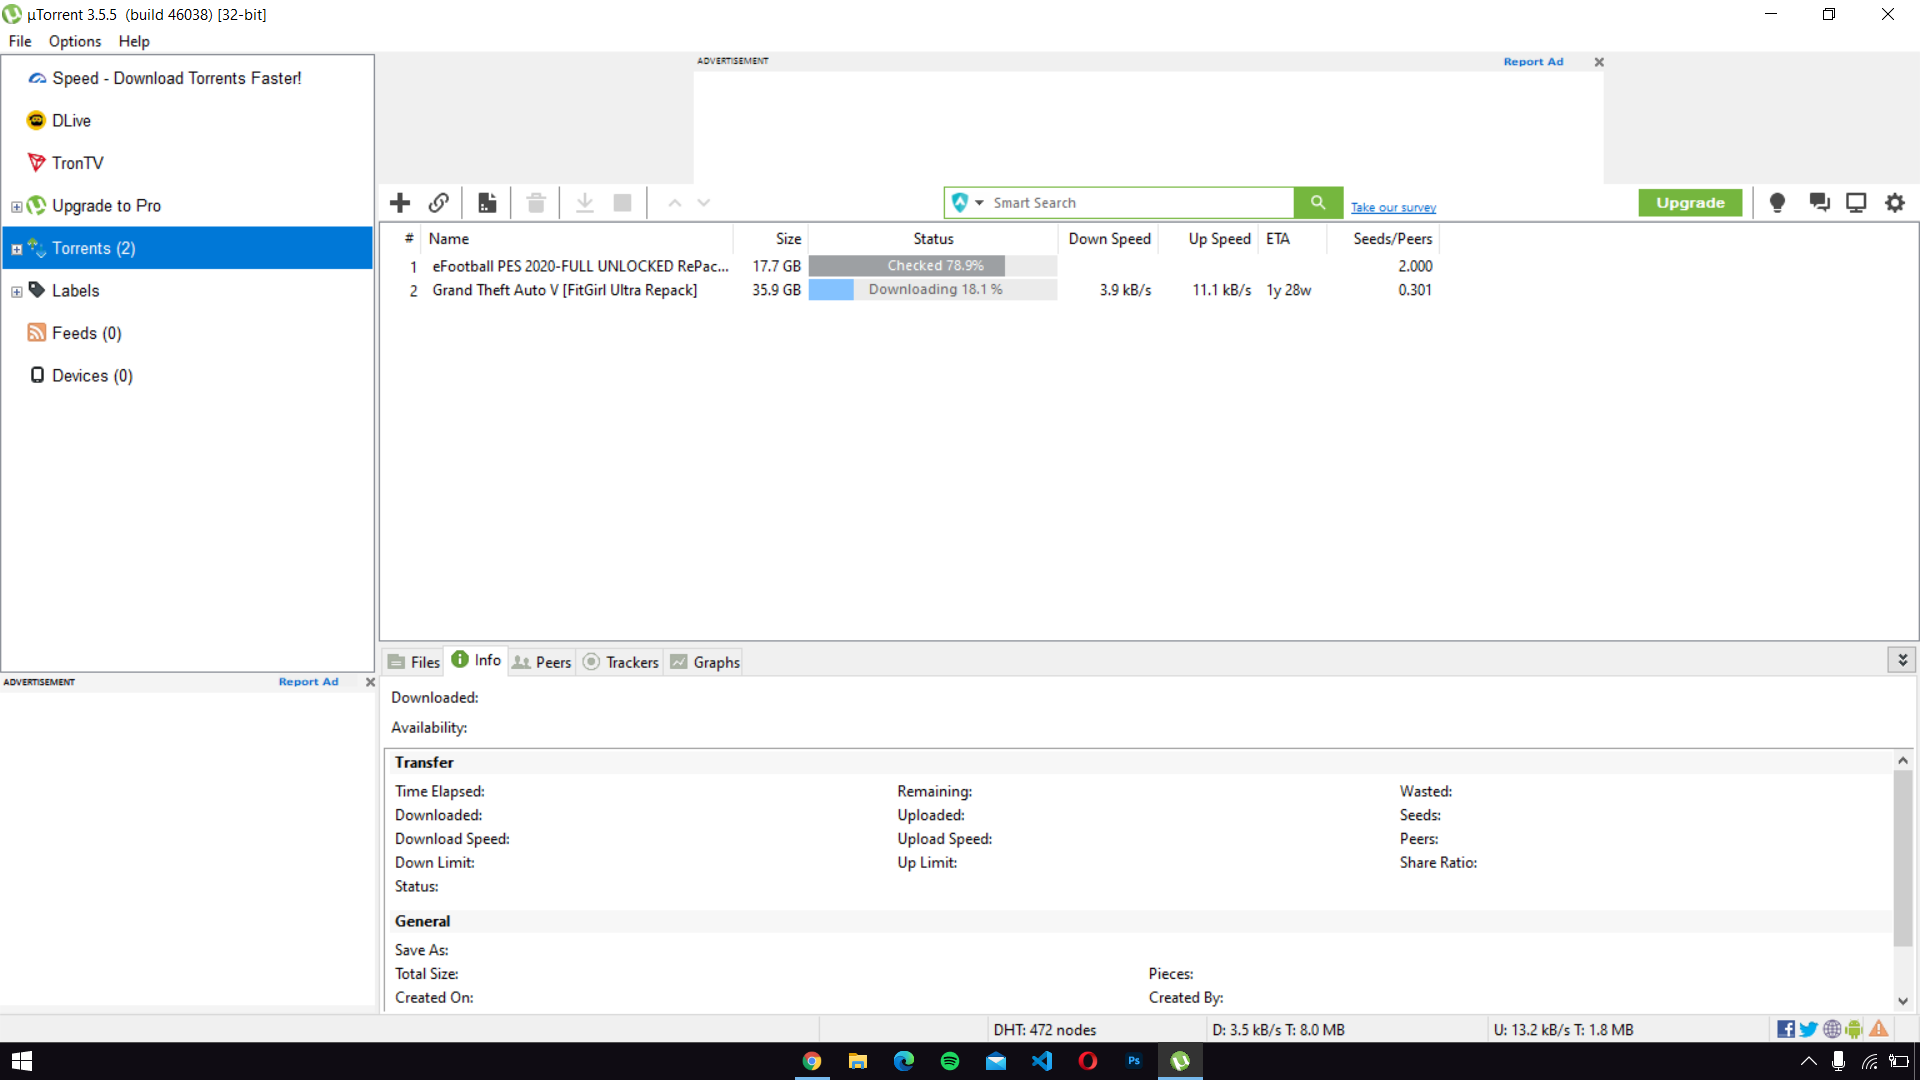 µTorrent 3.5.5  (build 46038) [32-bit]
File Options Help
Speed - Download Torrents Faster!
DLive
TronTV
Upgrade to Pro
Torrents (2)
Labels
Feeds (0)
Devices (0)
ADVERTISEMENT Report Ad
ADVERTISEMENT Report Ad
Smart Search
Take our survey
Upgrade
# Name Size Status Down Speed Up Speed ETA Seeds/Peers
1 eFootball PES 2020-FULL UNLOCKED RePac... 17.7 GB Checked 78.9% 2.000
2 Grand Theft Auto V [FitGirl Ultra Repack] 35.9 GB Downloading 18.1 % 3.9 kB/s 11.1 kB/s 1y 28w 0.301
Files Info Peers Trackers Graphs
Downloaded:
Availability:
Transfer
Time Elapsed: Remaining: Wasted:
Downloaded: Uploaded: Seeds:
Download Speed: Upload Speed: Peers:
Down Limit: Up Limit: Share Ratio:
Status:
General
Save As:
Total Size: Pieces:
Created On: Created By:
DHT: 472 nodes D: 3.5 kB/s T: 8.0 MB U: 13.2 kB/s T: 1.8 MB
Ps